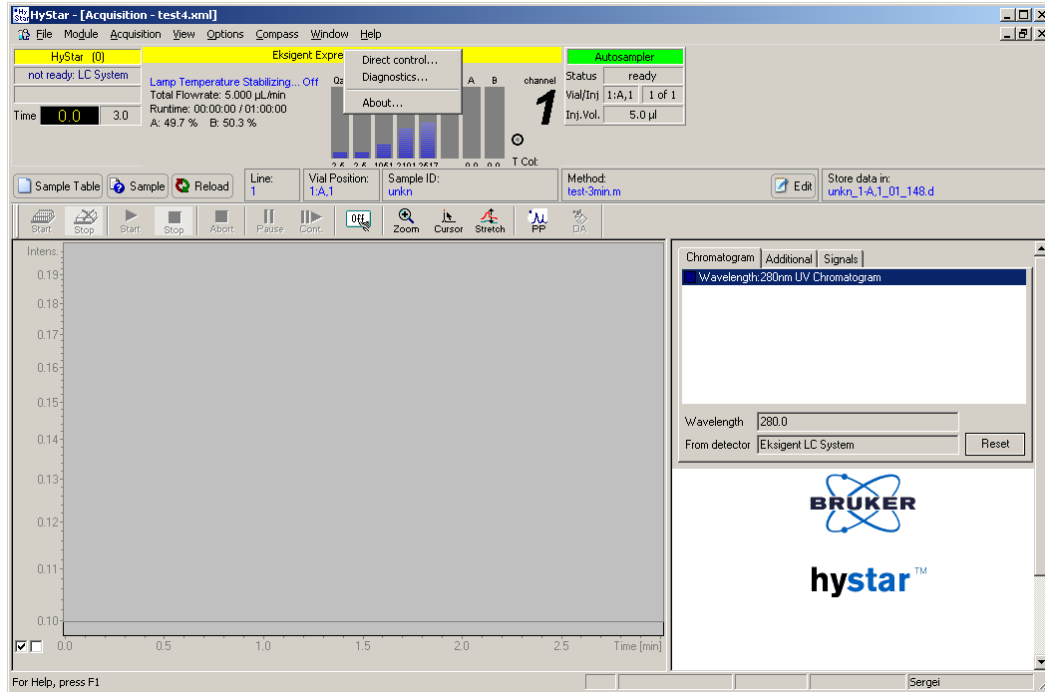 HyStar - [Acquisition - test4.xml]
File Module Acquisition View Options Compass Window Help
HyStar (0)
not ready: LC System
Time 0.0 3.0
Eksigent Expre
Lamp Temperature Stabilizing... Off
Total Flowrate: 5.000 µL/min
Runtime: 00:00:00 / 01:00:00
A: 49.7 % B: 50.3 %
Direct control...
Diagnostics...
About...
A B channel
1
T Col:
Autosampler
Status ready
Vial/Inj 1:A,1 1 of 1
Inj.Vol. 5.0 µl
Sample Table Sample Reload
Line:
1
Vial Position:
1:A,1
Sample ID:
unkn
Method:
test-3min.m
Edit
Store data in:
unkn_1-A,1_01_148.d
Start Stop Start Stop Abort Pause Cont. Off Zoom Cursor Stretch PP DA
Intens.
0.19
0.18
0.17
0.16
0.15
0.14
0.13
0.12
0.11
0.10
0.0 0.5 1.0 1.5 2.0 2.5 Time [min]
Chromatogram Additional Signals
Wavelength:280nm UV Chromatogram
Wavelength 280.0
From detector Eksigent LC System Reset
BRUKER
hystar™
For Help, press F1
Sergei